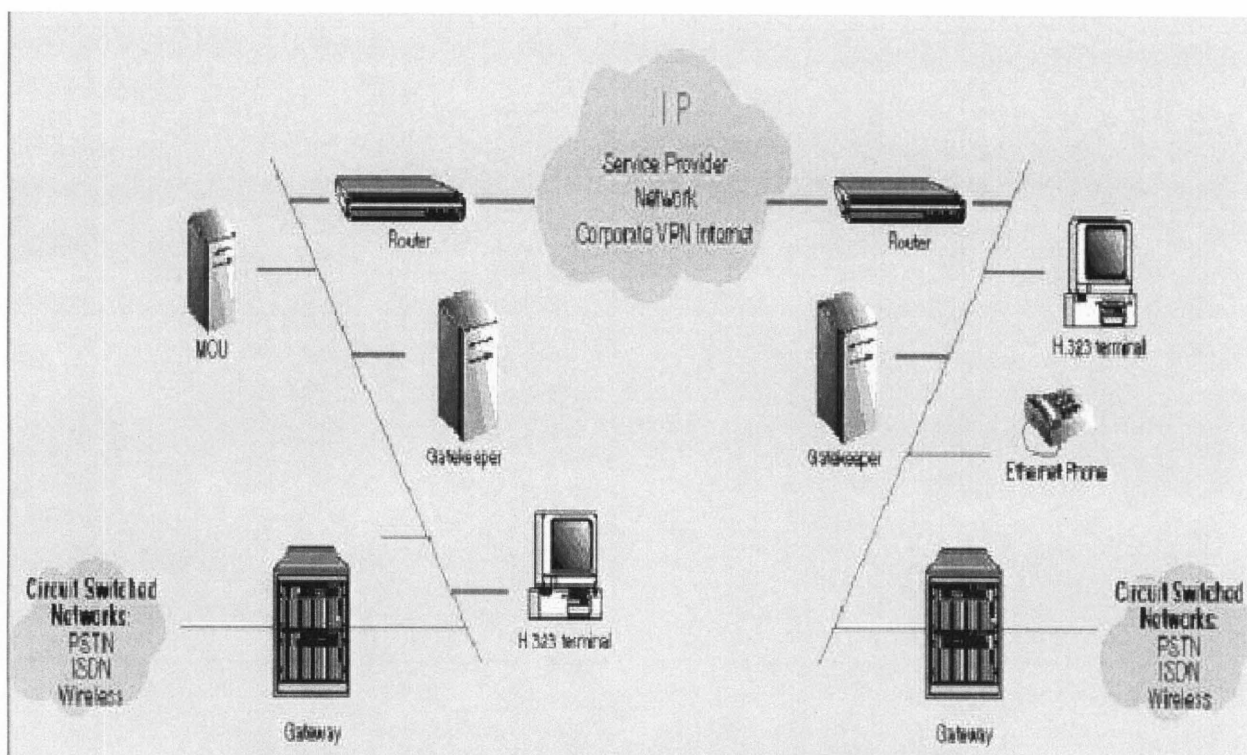 IP
Service Provider
Network
Corporate VPN Internet
Router
Router
MCU
H.323 terminal
Gatekeeper
Gatekeeper
Ethernet Phone
H.323 terminal
Circuit Switched
Networks:
PSTN
ISDN
Wireless
Gateway
Circuit Switched
Networks:
PSTN
ISDN
Wireless
Gateway